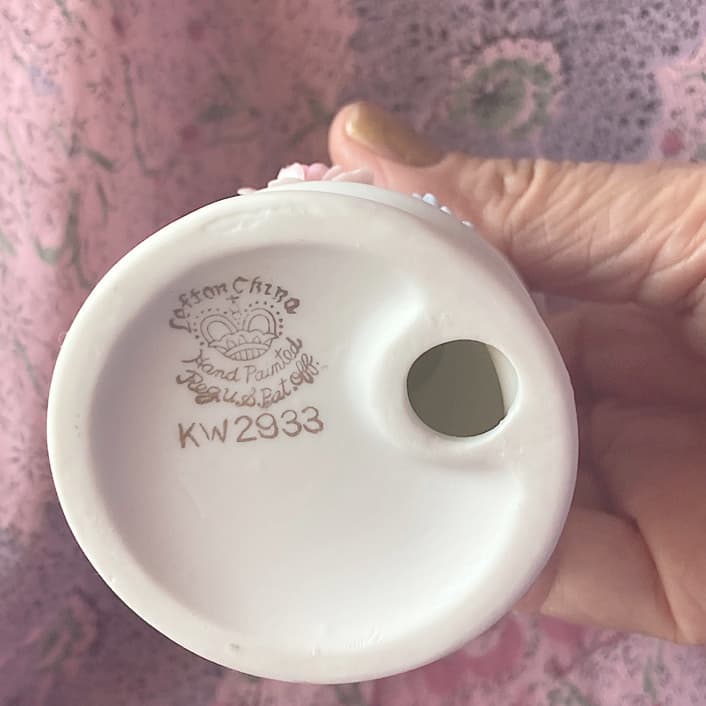 Lefton China
Hand Painted
Reg. U.S. Pat. Off.
KW2933